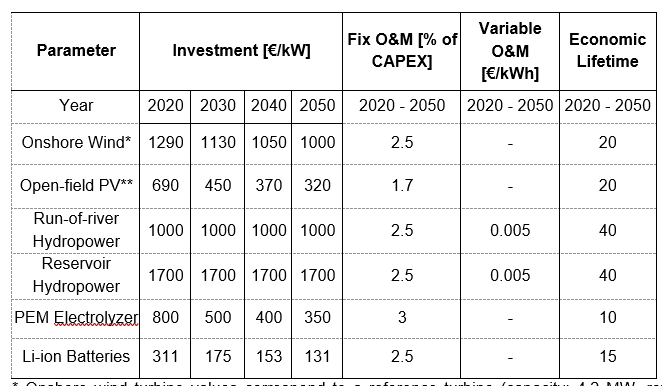 Parameter Investment [€/kW] Fix O&M [% of CAPEX] Variable O&M [€/kWh] Economic Lifetime
Year 2020 2030 2040 2050 2020 - 2050 2020 - 2050 2020 - 2050
Onshore Wind* 1290 1130 1050 1000 2.5 - 20
Open-field PV** 690 450 370 320 1.7 - 20
Run-of-river Hydropower 1000 1000 1000 1000 2.5 0.005 40
Reservoir Hydropower 1700 1700 1700 1700 2.5 0.005 40
PEM Electrolyzer 800 500 400 350 3 - 10
Li-ion Batteries 311 175 153 131 2.5 - 15
* Onshore wind turbine values correspond to a reference turbine (capacity: 4.2 MW,